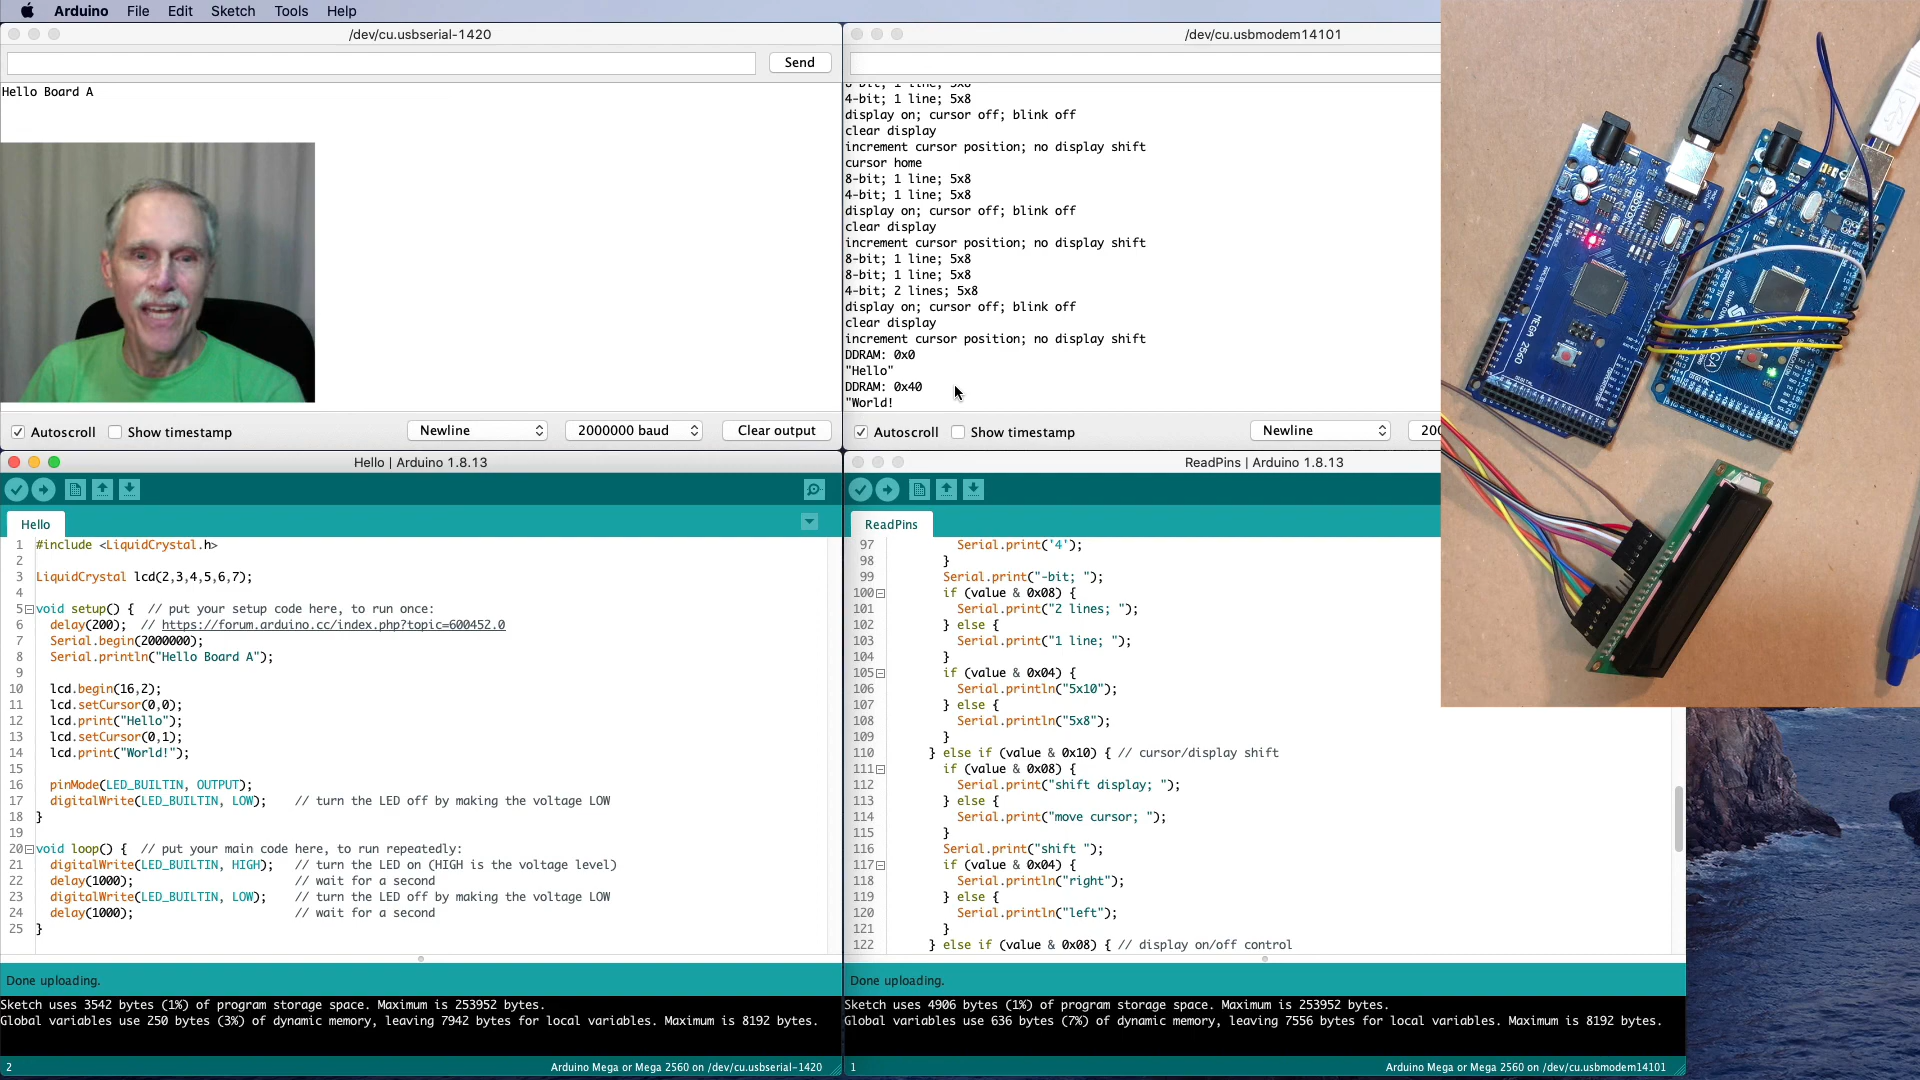 Arduino File Edit Sketch Tools Help
/dev/cu.usbserial-1420
Send
Hello Board A
Autoscroll Show timestamp Newline 2000000 baud Clear output
/dev/cu.usbmodem14101
8-bit; 1 line; 5x8
4-bit; 1 line; 5x8
display on; cursor off; blink off
clear display
increment cursor position; no display shift
cursor home
8-bit; 1 line; 5x8
4-bit; 1 line; 5x8
display on; cursor off; blink off
clear display
increment cursor position; no display shift
8-bit; 1 line; 5x8
8-bit; 1 line; 5x8
4-bit; 2 lines; 5x8
display on; cursor off; blink off
clear display
increment cursor position; no display shift
DDRAM: 0x0
"Hello"
DDRAM: 0x40
"World!
Autoscroll Show timestamp Newline 200
Hello | Arduino 1.8.13
Hello
1 #include <LiquidCrystal.h>
2
3 LiquidCrystal lcd(2,3,4,5,6,7);
4
5 void setup() { // put your setup code here, to run once:
6 delay(200); // https://forum.arduino.cc/index.php?topic=600452.0
7 Serial.begin(2000000);
8 Serial.println("Hello Board A");
9
10 lcd.begin(16,2);
11 lcd.setCursor(0,0);
12 lcd.print("Hello");
13 lcd.setCursor(0,1);
14 lcd.print("World!");
15
16 pinMode(LED_BUILTIN, OUTPUT);
17 digitalWrite(LED_BUILTIN, LOW); // turn the LED off by making the voltage LOW
18 }
19
20 void loop() { // put your main code here, to run repeatedly:
21 digitalWrite(LED_BUILTIN, HIGH); // turn the LED on (HIGH is the voltage level)
22 delay(1000); // wait for a second
23 digitalWrite(LED_BUILTIN, LOW); // turn the LED off by making the voltage LOW
24 delay(1000); // wait for a second
25 }
Done uploading.
Sketch uses 3542 bytes (1%) of program storage space. Maximum is 253952 bytes.
Global variables use 250 bytes (3%) of dynamic memory, leaving 7942 bytes for local variables. Maximum is 8192 bytes.
2 Arduino Mega or Mega 2560 on /dev/cu.usbserial-1420
ReadPins | Arduino 1.8.13
ReadPins
97 Serial.print('4');
98 }
99 Serial.print("-bit; ");
100 if (value & 0x08) {
101 Serial.print("2 lines; ");
102 } else {
103 Serial.print("1 line; ");
104 }
105 if (value & 0x04) {
106 Serial.println("5x10");
107 } else {
108 Serial.println("5x8");
109 }
110 } else if (value & 0x10) { // cursor/display shift
111 if (value & 0x08) {
112 Serial.print("shift display; ");
113 } else {
114 Serial.print("move cursor; ");
115 }
116 Serial.print("shift ");
117 if (value & 0x04) {
118 Serial.println("right");
119 } else {
120 Serial.println("left");
121 }
122 } else if (value & 0x08) { // display on/off control
Done uploading.
Sketch uses 4906 bytes (1%) of program storage space. Maximum is 253952 bytes.
Global variables use 636 bytes (7%) of dynamic memory, leaving 7556 bytes for local variables. Maximum is 8192 bytes.
1 Arduino Mega or Mega 2560 on /dev/cu.usbmodem14101
MEGA 2560